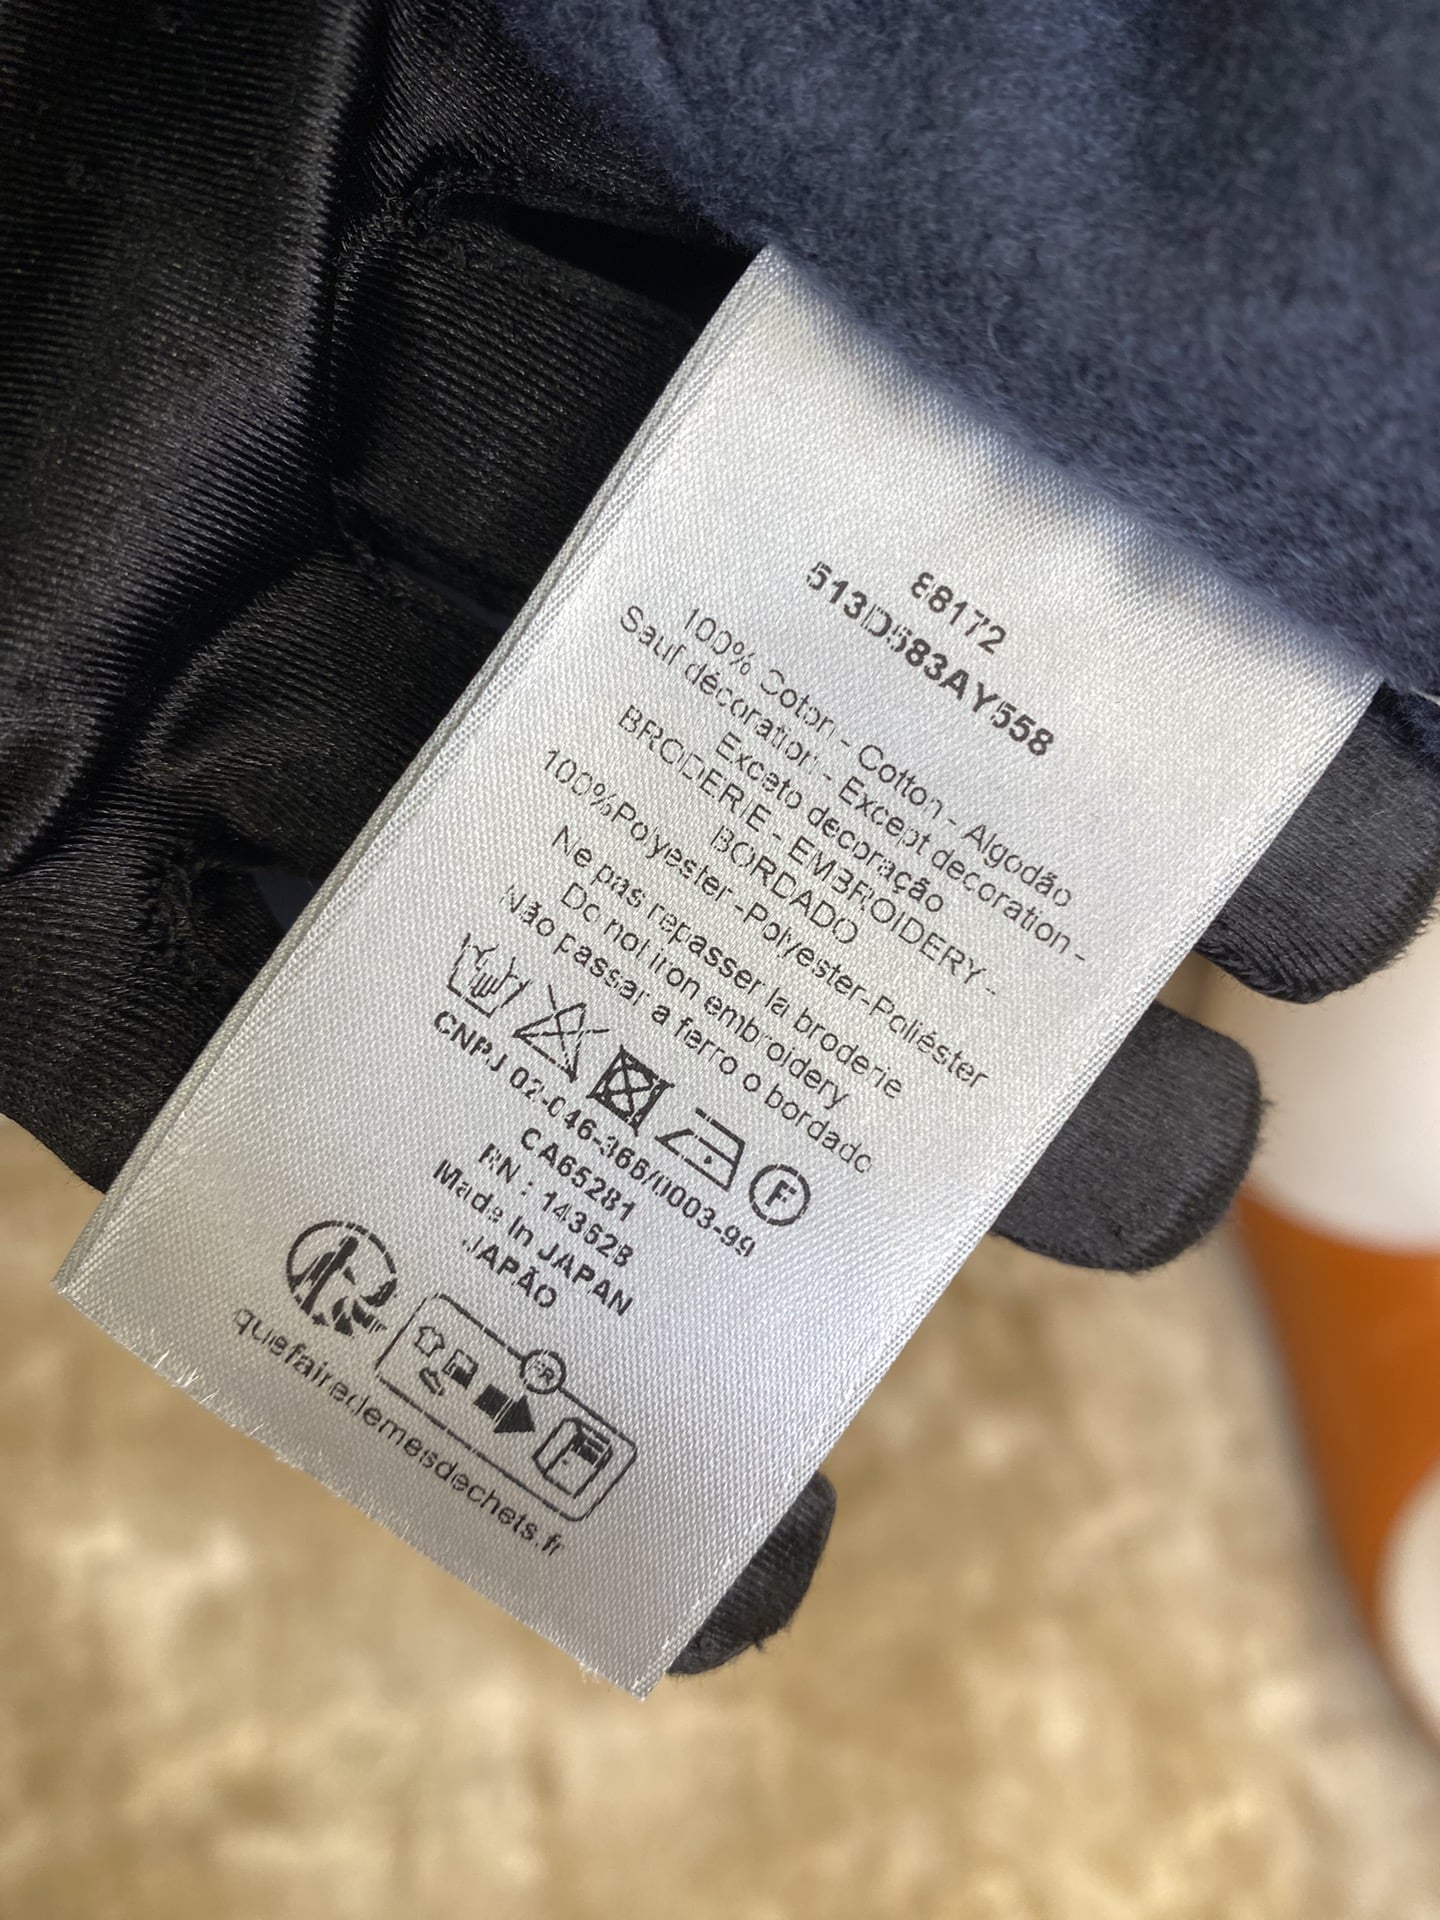 88172
513D583AY558
100% Coton - Cotton - Algodão
Sauf décoration - Except decoration -
Exceto decoração
BRODERIE - EMBROIDERY -
BORDADO
100%Polyester-Polyester-Poliéster
Ne pas repasser la broderie
Do not iron embroidery
Não passar a ferro o bordado
F
CNPJ 02-046-366/0003-99
CA65281
RN : 143628
Made In JAPAN
JAPÃO
FR
quefairedemesdechets.fr